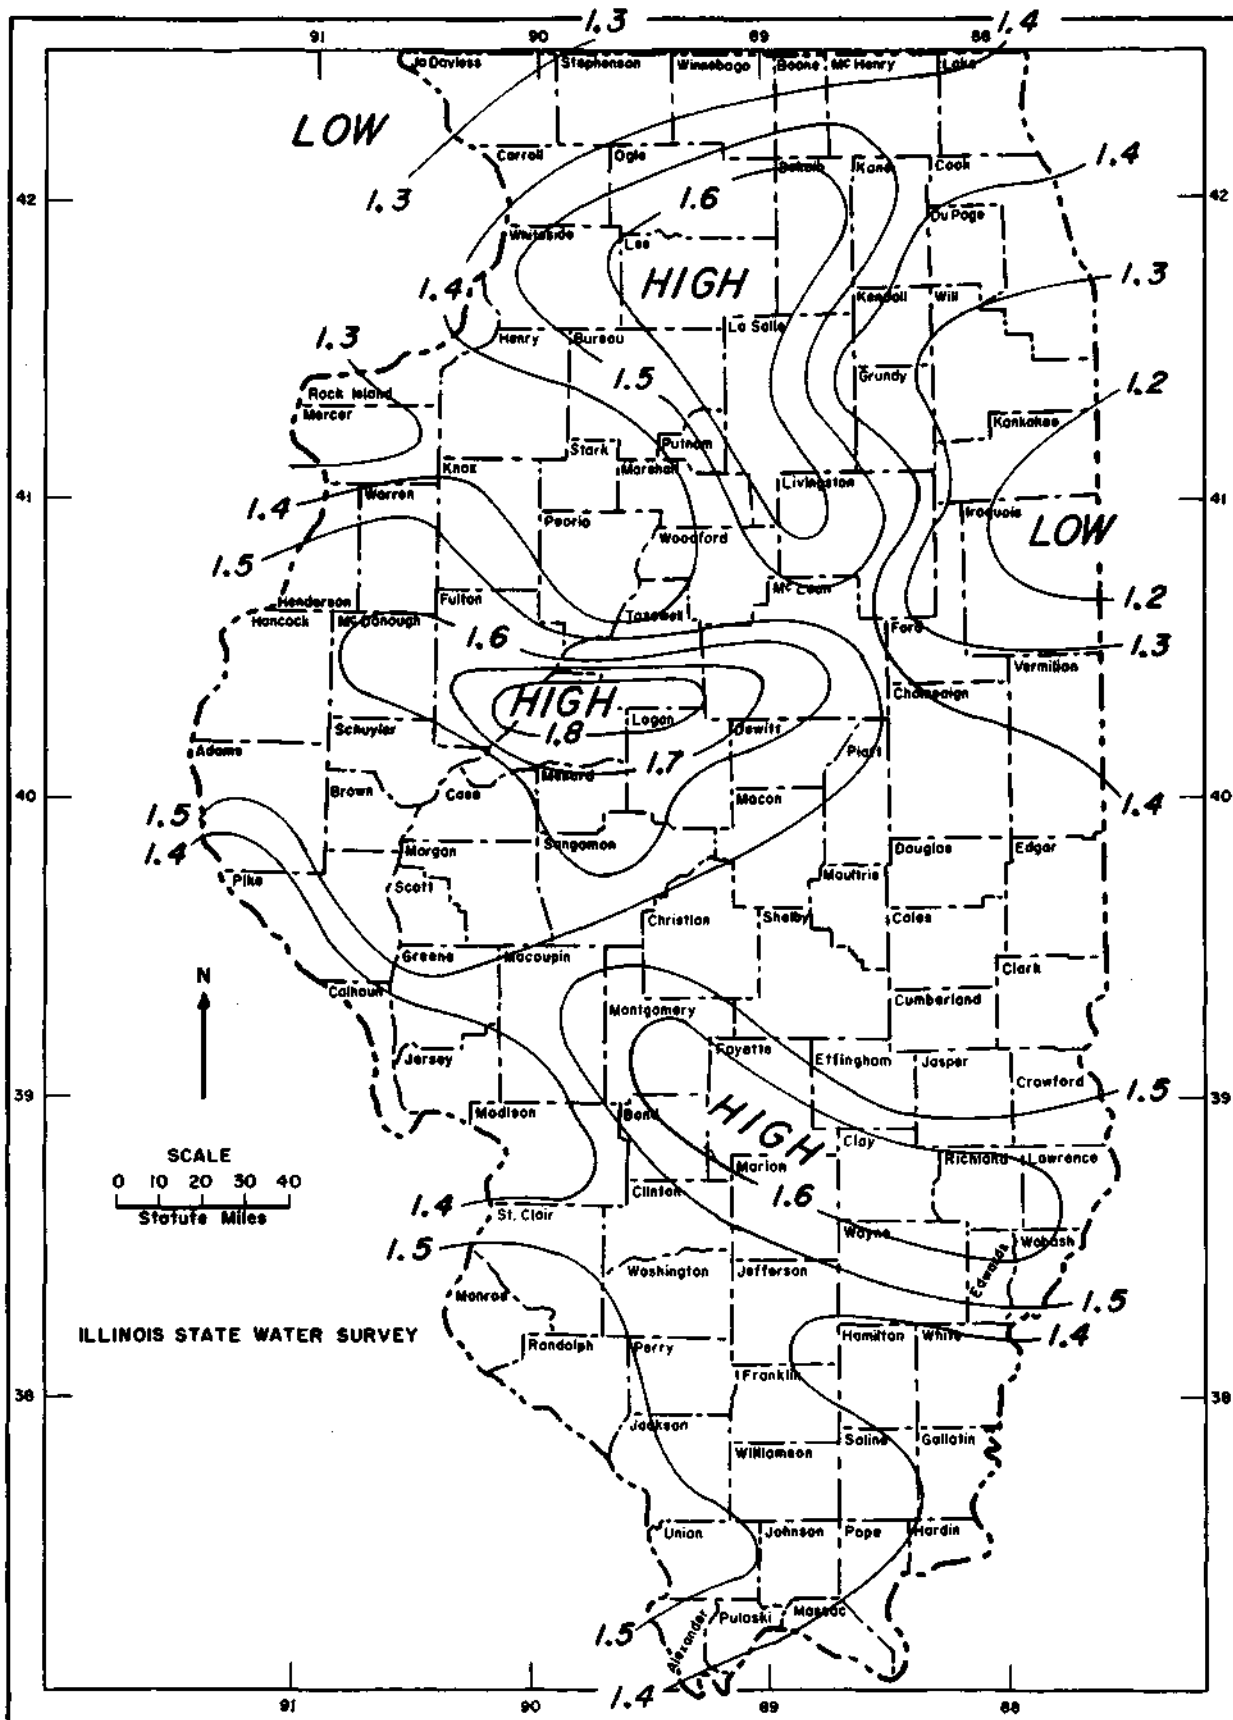 1.3 1.4
91 90 89 88
Jo Daviess Stephenson Winnebago Boone Mc Henry Lake
LOW
Carroll Ogle Dekalb Kane Cook
1.4
42 1.3 1.6 42
Du Page
Whiteside Lee
HIGH
1.4 Kendall Will 1.3
La Salle
1.3 Henry Bureau
1.5 Grundy
Rock Island 1.2
Mercer Kankakee
Putnam
Stark
Knox Marshall
Warren Livingston
41 1.4 41
Peoria Iroquois
Woodford LOW
1.5
Mc Lean
Henderson Fulton 1.2
Hancock Mc Donough Tazewell
1.6 Ford
1.3
Vermilion
HIGH Champaign
Logan
Schuyler 1.8 Dewitt
Adams Piatt
1.7
Menard
Brown Cass Macon
40 1.4 40
1.5
1.4 Morgan Sangamon Douglas Edgar
Pike Scott Moultrie
Christian Shelby Coles
Greene Macoupin
N Clark
Calhoun Cumberland
Montgomery
Jersey Fayette Effingham Jasper
Crawford
39 1.5 39
Madison Bond
HIGH Clay
SCALE Marion Richland Lawrence
0 10 20 30 40 Clinton 1.6
1.4
Statute Miles St. Clair
Wayne Wabash
1.5 Edwards
Washington Jefferson
Monroe 1.5
ILLINOIS STATE WATER SURVEY 1.4
Randolph Perry Hamilton White
Franklin
38 38
Jackson
Williamson Saline Gallatin
Union Johnson Pope Hardin
1.5 Alexander Pulaski Massac
1.4
91 90 89 88